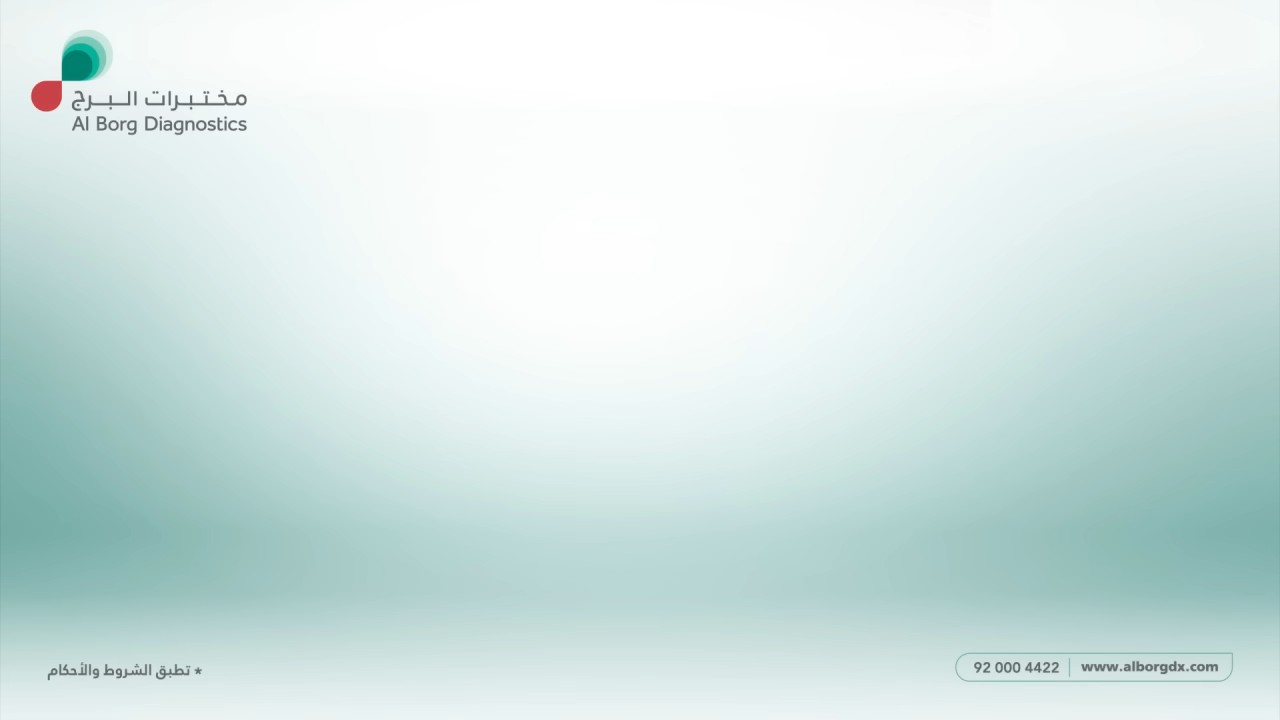 مختبرات البرج
Al Borg Diagnostics
* تطبق الشروط والأحكام
92 000 4422 | www.alborgdx.com